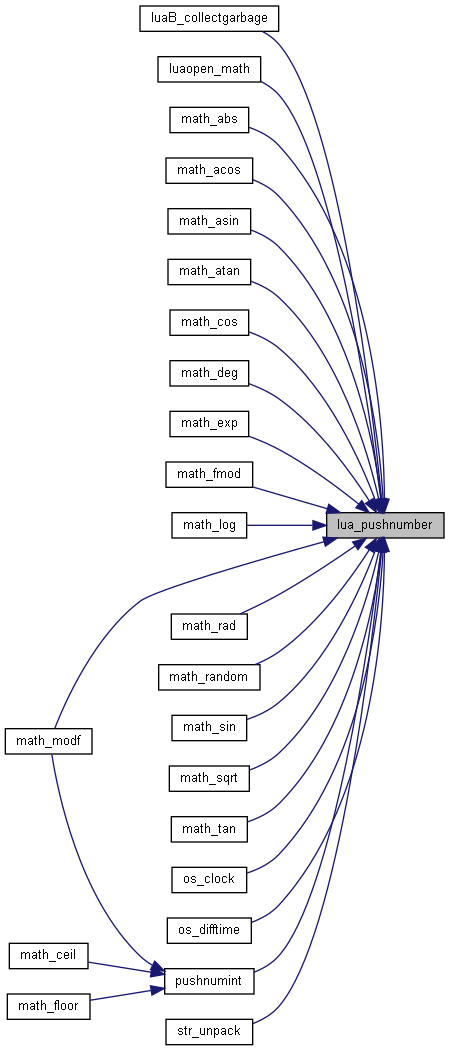 luaB_collectgarbage
luaopen_math
math_abs
math_acos
math_asin
math_atan
math_cos
math_deg
math_exp
math_fmod
math_log
lua_pushnumber
math_rad
math_random
math_sin
math_modf
math_sqrt
math_tan
os_clock
os_difftime
math_ceil
pushnumint
math_floor
str_unpack